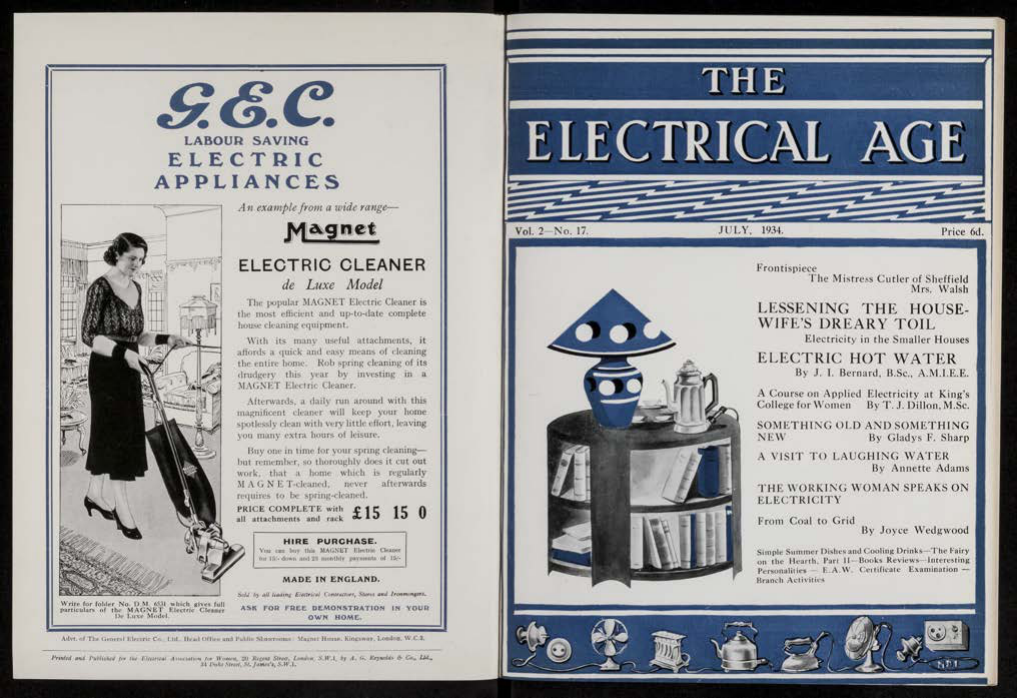 G.E.C.
LABOUR SAVING
ELECTRIC
APPLIANCES
An example from a wide range—
Magnet
ELECTRIC CLEANER
de Luxe Model
The popular MAGNET Electric Cleaner is
the most efficient and up-to-date complete
house cleaning equipment.
With its many useful attachments, it
affords a quick and easy means of cleaning
the entire home. Rob spring cleaning of its
drudgery this year by investing in a
MAGNET Electric Cleaner.
Afterwards, a daily run around with this
magnificent cleaner will keep your home
spotlessly clean with very little effort, leaving
you many extra hours of leisure.
Buy one in time for your spring cleaning—
but remember, so thoroughly does it cut out
work, that a home which is regularly
MAGNET-cleaned, never afterwards
requires to be spring-cleaned.
PRICE COMPLETE with
all attachments and rack £15 15 0
HIRE PURCHASE.
You can buy this MAGNET Electric Cleaner
for 15/- down and 23 monthly payments of 15/-
MADE IN ENGLAND.
Sold by all leading Electrical Contractors, Stores and Ironmongers.
ASK FOR FREE DEMONSTRATION IN YOUR
OWN HOME.
Write for folder No. D.M. 6531 which gives full
particulars of the MAGNET Electric Cleaner
De Luxe Model.
Advt. of The General Electric Co., Ltd., Head Office and Public Showrooms: Magnet House, Kingsway, London, W.C.2.
Printed and Published for the Electrical Association for Women, 20 Regent Street, London, S.W.1, by A. G. Reynolds & Co., Ltd.,
34 Duke Street, St. James's, S.W.1.
THE
ELECTRICAL AGE
Vol. 2—No. 17. JULY, 1934. Price 6d.
Frontispiece
The Mistress Cutler of Sheffield
Mrs. Walsh
LESSENING THE HOUSE-
WIFE'S DREARY TOIL
Electricity in the Smaller Houses
ELECTRIC HOT WATER
By J. I. Bernard, B.Sc., A.M.I.E.E.
A Course on Applied Electricity at King's
College for Women By T. J. Dillon, M.Sc.
SOMETHING OLD AND SOMETHING
NEW By Gladys F. Sharp
A VISIT TO LAUGHING WATER
By Annette Adams
THE WORKING WOMAN SPEAKS ON
ELECTRICITY
From Coal to Grid
By Joyce Wedgwood
Simple Summer Dishes and Cooling Drinks—The Fairy
on the Hearth, Part II—Books Reviews—Interesting
Personalities — E.A.W. Certificate Examination —
Branch Activities